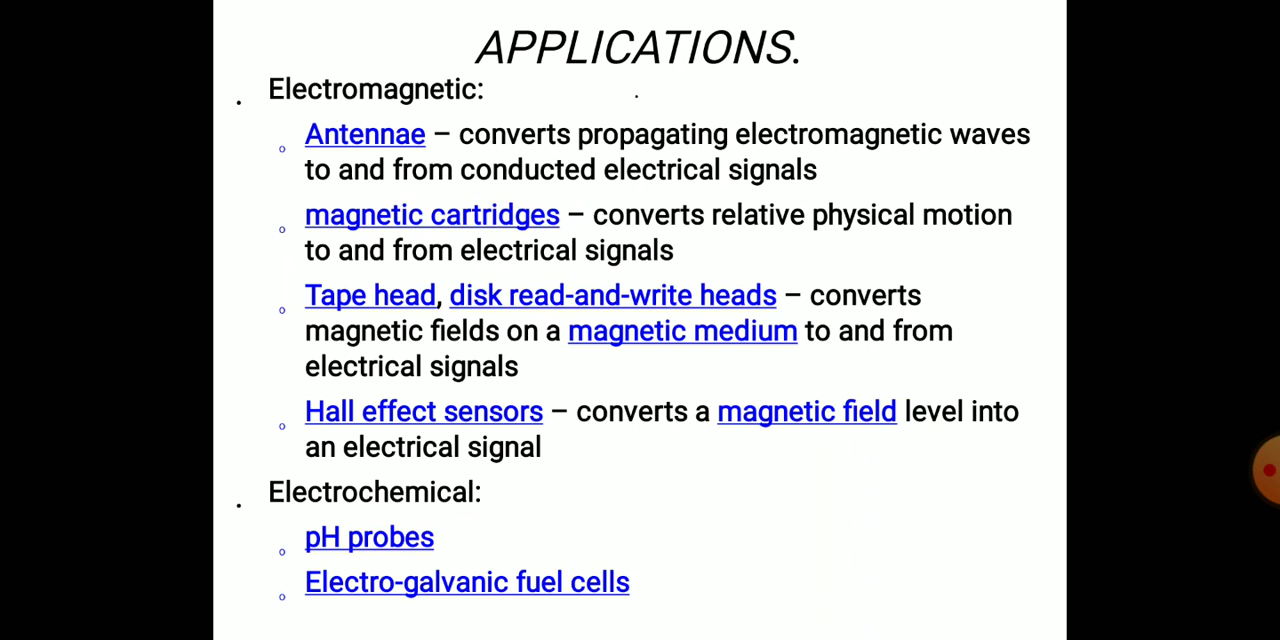 APPLICATIONS.
. Electromagnetic:
o Antennae – converts propagating electromagnetic waves
to and from conducted electrical signals
o magnetic cartridges – converts relative physical motion
to and from electrical signals
o Tape head, disk read-and-write heads – converts
magnetic fields on a magnetic medium to and from
electrical signals
o Hall effect sensors – converts a magnetic field level into
an electrical signal
. Electrochemical:
o pH probes
o Electro-galvanic fuel cells